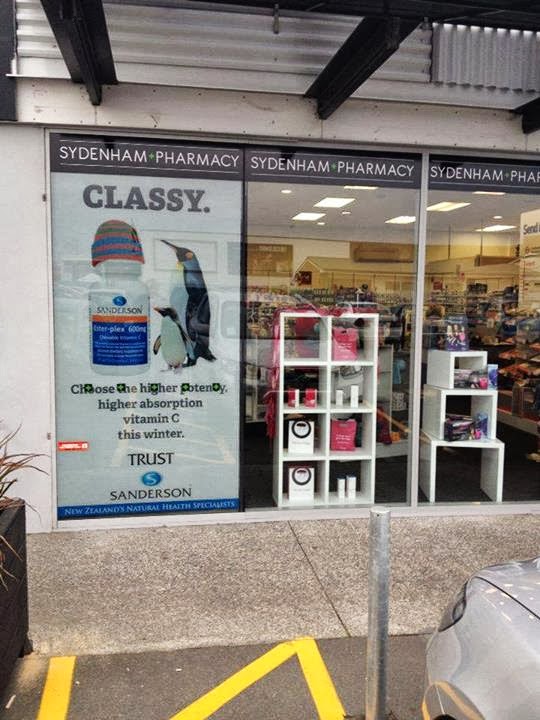 SYDENHAM+PHARMACY
SYDENHAM+PHARMACY
SYDENHAM+PHAR
CLASSY.
SANDERSON
Ester-plex 600mg
Chewable Vitamin C
Choose the higher potency,
higher absorption
vitamin C
this winter.
TRUST
S
SANDERSON
NEW ZEALAND'S NATURAL HEALTH SPECIALISTS
Send